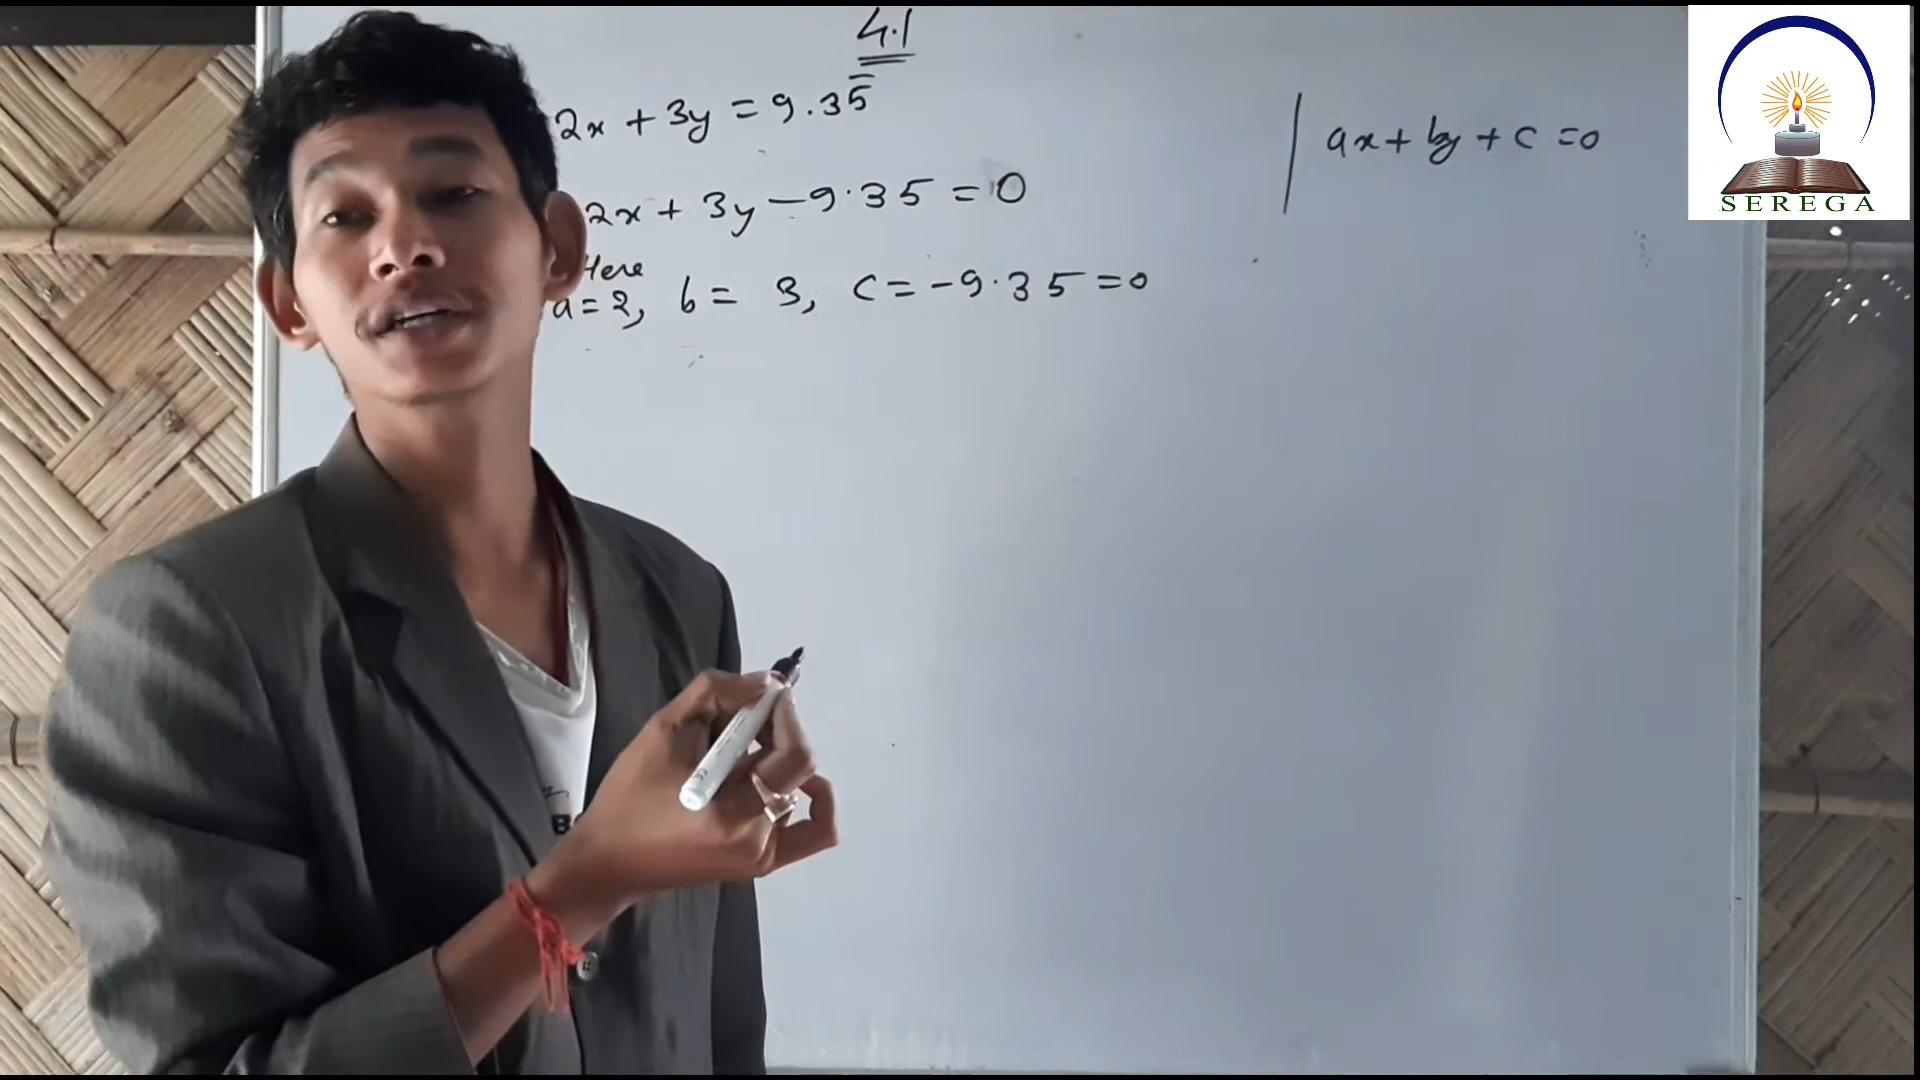 4.1
2x + 3y = 9.35̄
ax + by + c = 0
2x + 3y - 9.35 = 0
Here
a = 2, b = 3, c = -9.35 = 0
SEREGA